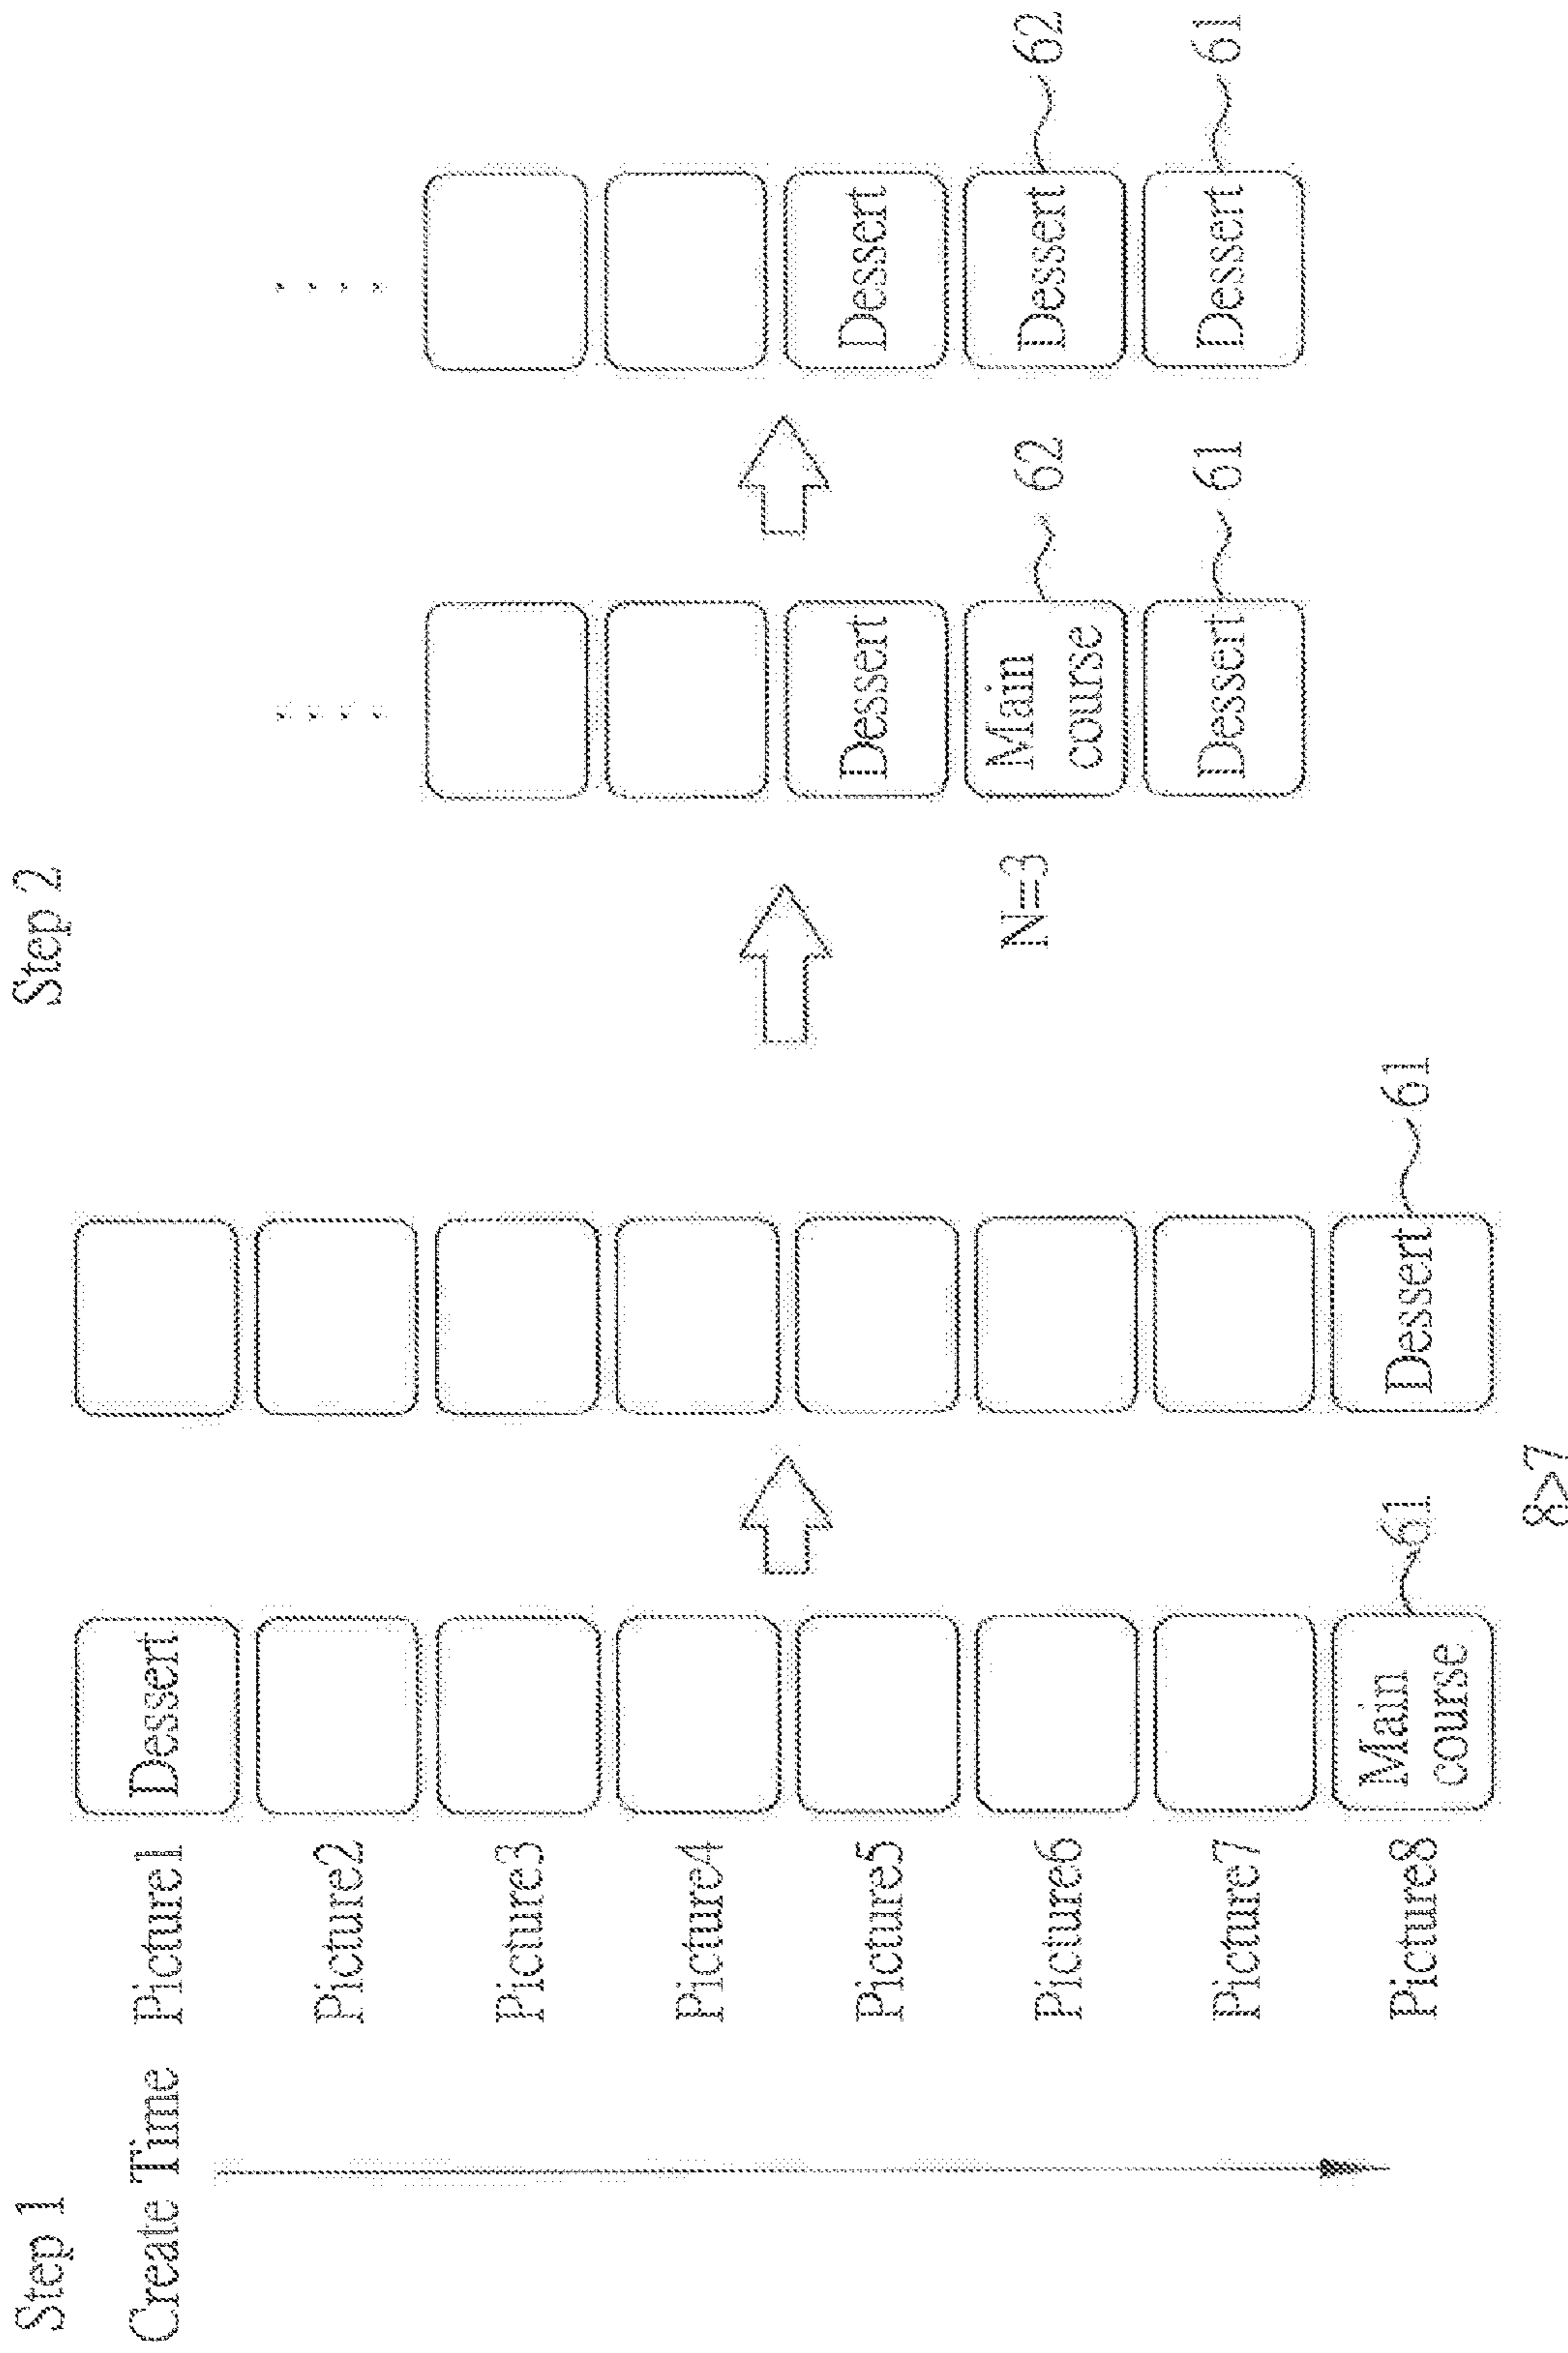 Step 1
Step 2
Create Time
Picture1
Dessert
Picture2
Picture3
Picture4
Picture5
Picture6
Picture7
Picture8
Main
course
61
8>7
Dessert
61
N=3
. . . .
Dessert
Main
course
62
Dessert
61
. . . .
Dessert
Dessert
62
Dessert
61